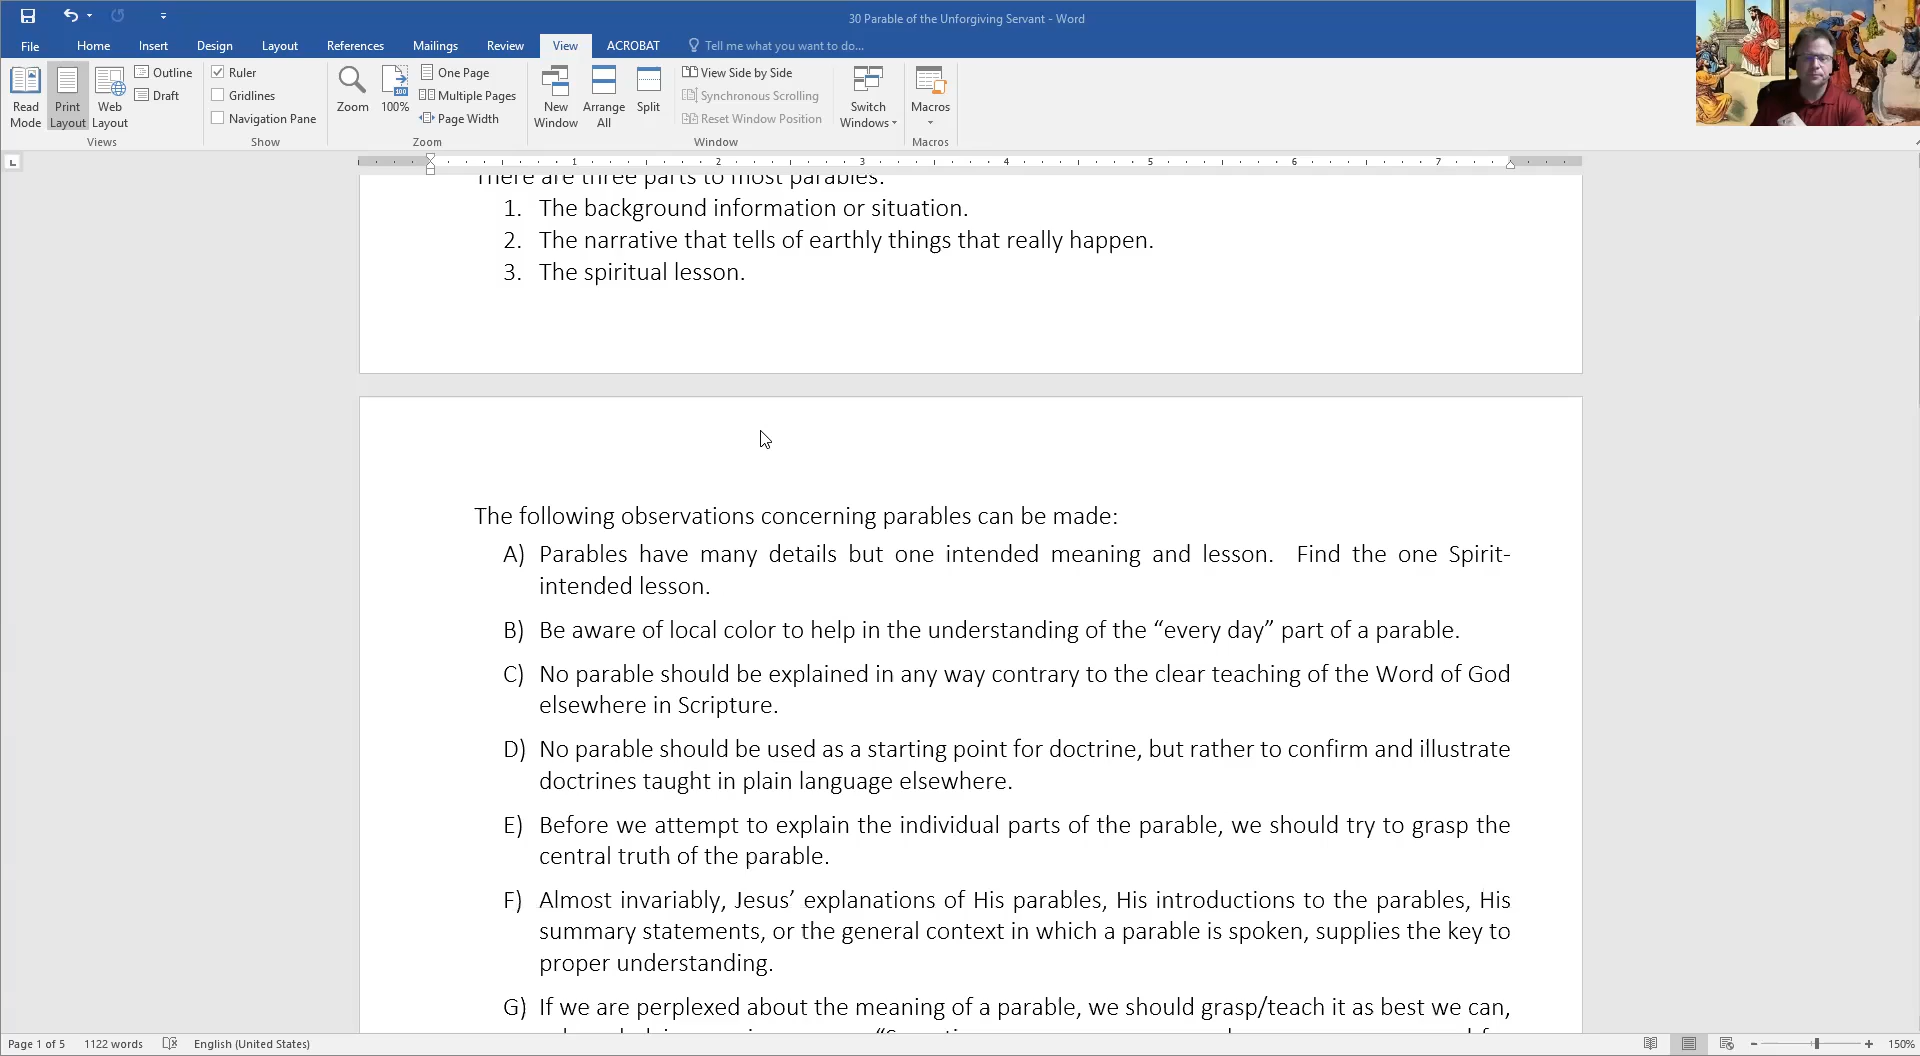 30 Parable of the Unforgiving Servant - Word
File Home Insert Design Layout References Mailings Review View ACROBAT Tell me what you want to do...
Read Mode
Print Layout
Web Layout
Outline
Draft
Views
Ruler
Gridlines
Navigation Pane
Show
Zoom
100%
One Page
Multiple Pages
Page Width
Zoom
New Window
Arrange All
Split
View Side by Side
Synchronous Scrolling
Reset Window Position
Window
Switch Windows
Macros
Macros
1 2 3 4 5 6 7
There are three parts to most parables:
1. The background information or situation.
2. The narrative that tells of earthly things that really happen.
3. The spiritual lesson.
The following observations concerning parables can be made:
A) Parables have many details but one intended meaning and lesson. Find the one Spirit-
intended lesson.
B) Be aware of local color to help in the understanding of the “every day” part of a parable.
C) No parable should be explained in any way contrary to the clear teaching of the Word of God
elsewhere in Scripture.
D) No parable should be used as a starting point for doctrine, but rather to confirm and illustrate
doctrines taught in plain language elsewhere.
E) Before we attempt to explain the individual parts of the parable, we should try to grasp the
central truth of the parable.
F) Almost invariably, Jesus’ explanations of His parables, His introductions to the parables, His
summary statements, or the general context in which a parable is spoken, supplies the key to
proper understanding.
G) If we are perplexed about the meaning of a parable, we should grasp/teach it as best we can,
Page 1 of 5 1122 words English (United States) 150%